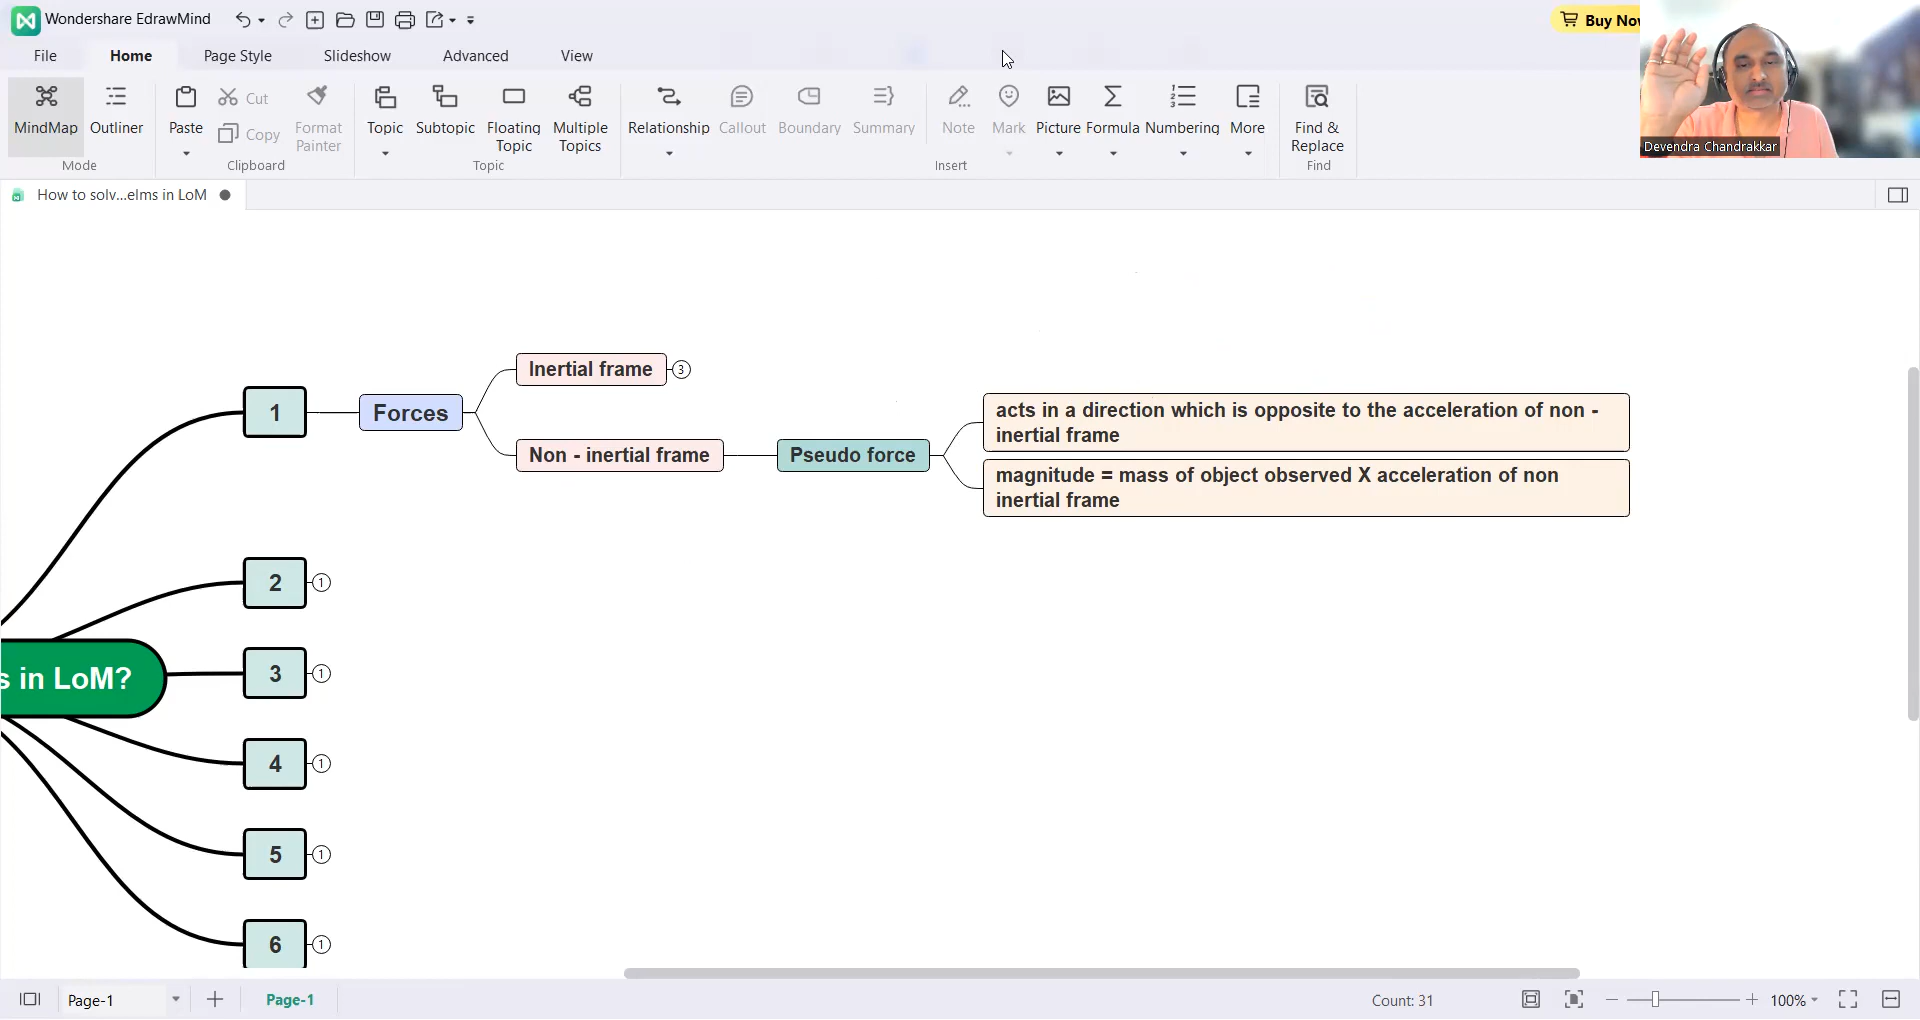 Wondershare EdrawMind
Buy Now
File
Home
Page Style
Slideshow
Advanced
View
MindMap
Outliner
Mode
Paste
Cut
Copy
Format
Painter
Clipboard
Topic
Subtopic
Floating
Topic
Multiple
Topics
Topic
Relationship
Callout
Boundary
Summary
Note
Mark
Picture
Formula
Numbering
More
Insert
Find &
Replace
Find
Devendra Chandrakkar
How to solv...elms in LoM
1
Forces
Inertial frame
3
Non - inertial frame
Pseudo force
acts in a direction which is opposite to the acceleration of non -
inertial frame
magnitude = mass of object observed X acceleration of non
inertial frame
2
1
s in LoM?
3
1
4
1
5
1
6
1
Page-1
Page-1
Count: 31
100%